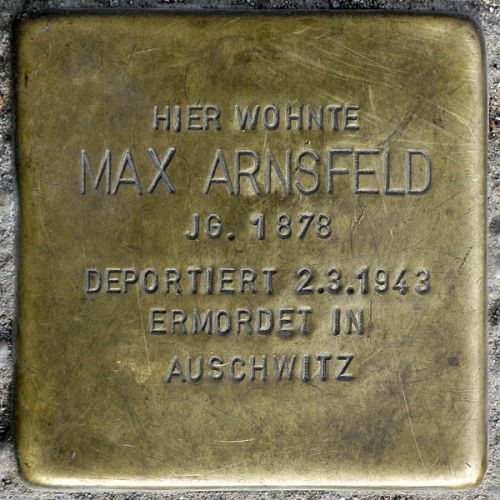 HIER WOHNTE
MAX ARNSFELD
JG. 1878
DEPORTIERT 2.3.1943
ERMORDET IN
AUSCHWITZ